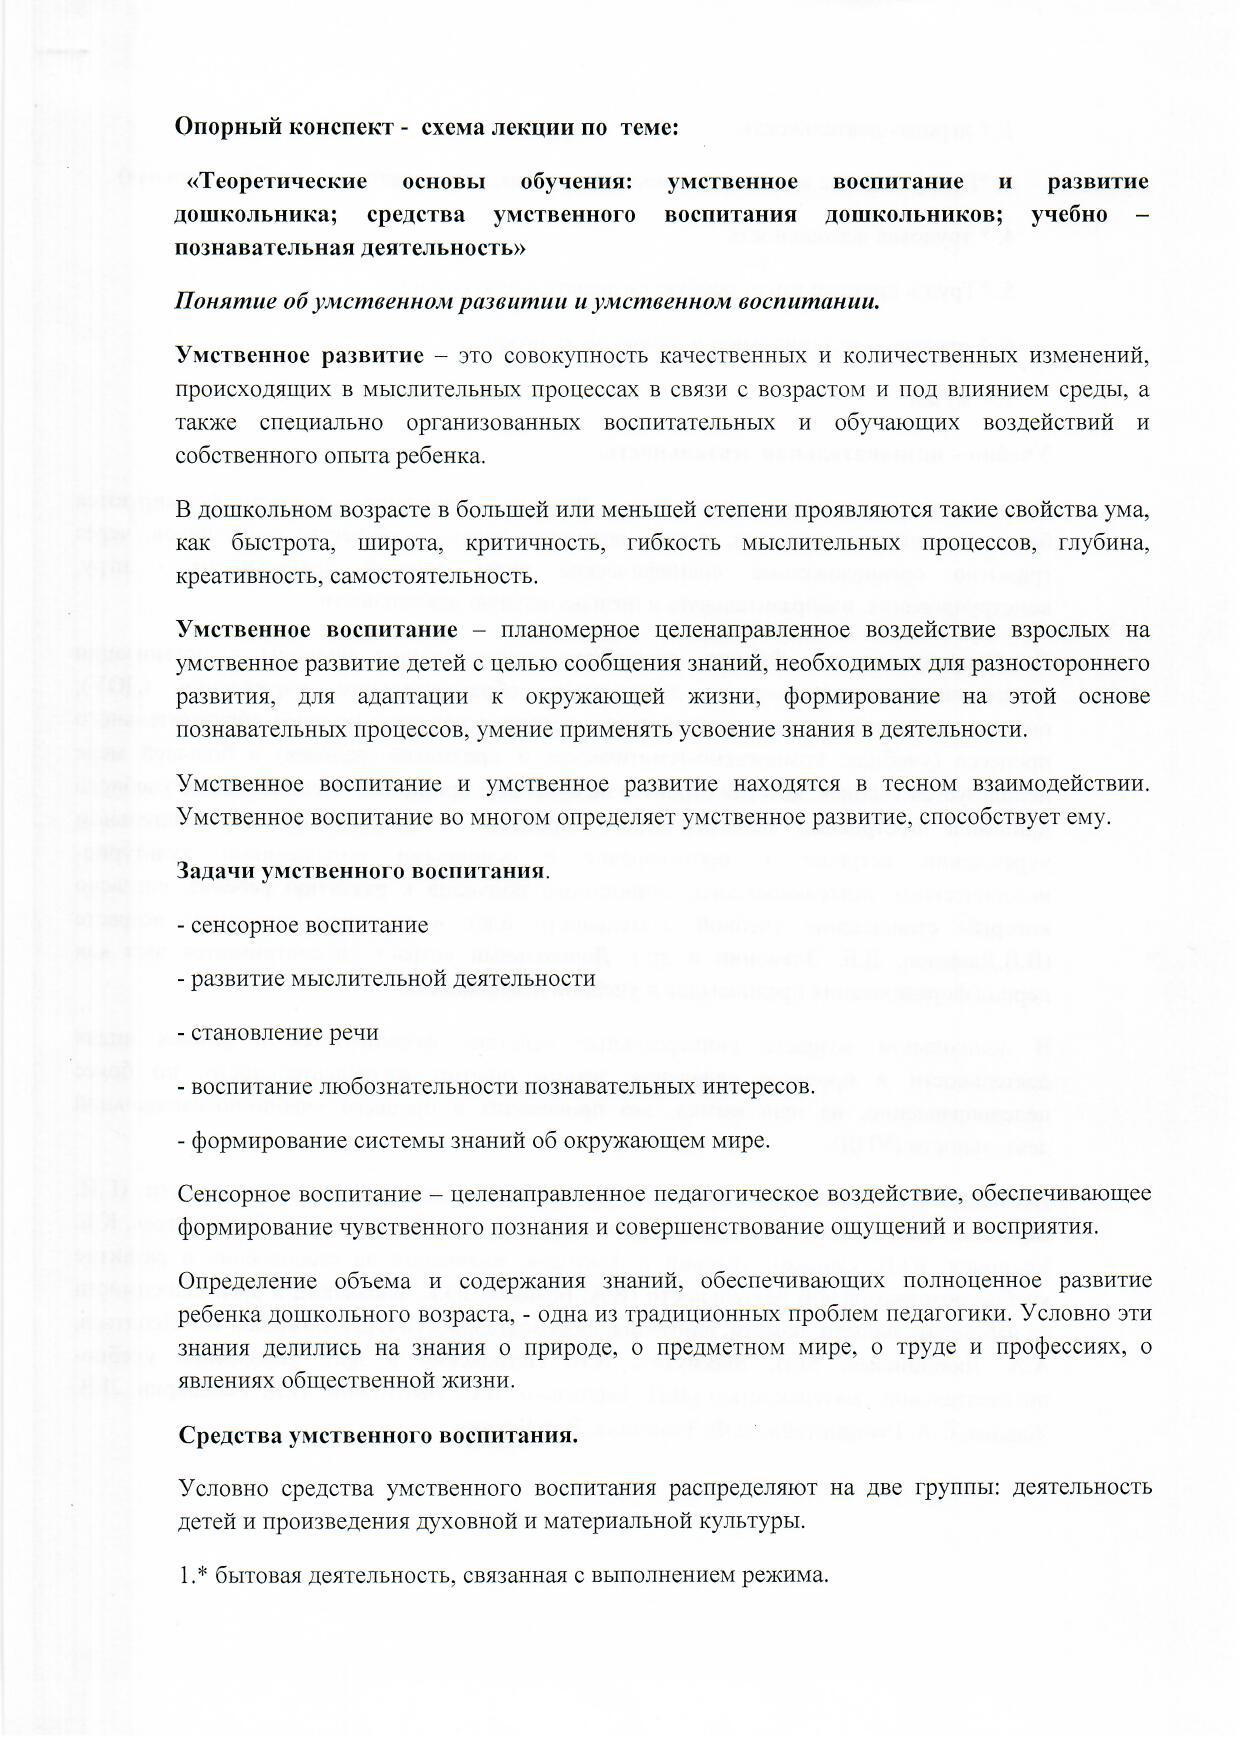 Опорный конспект - схема лекции по теме:
«Теоретические основы обучения: умственное воспитание и развитие
дошкольника; средства умственного воспитания дошкольников; учебно –
познавательная деятельность»
Понятие об умственном развитии и умственном воспитании.
Умственное развитие – это совокупность качественных и количественных изменений,
происходящих в мыслительных процессах в связи с возрастом и под влиянием среды, а
также специально организованных воспитательных и обучающих воздействий и
собственного опыта ребенка.
В дошкольном возрасте в большей или меньшей степени проявляются такие свойства ума,
как быстрота, широта, критичность, гибкость мыслительных процессов, глубина,
креативность, самостоятельность.
Умственное воспитание – планомерное целенаправленное воздействие взрослых на
умственное развитие детей с целью сообщения знаний, необходимых для разностороннего
развития, для адаптации к окружающей жизни, формирование на этой основе
познавательных процессов, умение применять усвоение знания в деятельности.
Умственное воспитание и умственное развитие находятся в тесном взаимодействии.
Умственное воспитание во многом определяет умственное развитие, способствует ему.
Задачи умственного воспитания.
- сенсорное воспитание
- развитие мыслительной деятельности
- становление речи
- воспитание любознательности познавательных интересов.
- формирование системы знаний об окружающем мире.
Сенсорное воспитание – целенаправленное педагогическое воздействие, обеспечивающее
формирование чувственного познания и совершенствование ощущений и восприятия.
Определение объема и содержания знаний, обеспечивающих полноценное развитие
ребенка дошкольного возраста, - одна из традиционных проблем педагогики. Условно эти
знания делились на знания о природе, о предметном мире, о труде и профессиях, о
явлениях общественной жизни.
Средства умственного воспитания.
Условно средства умственного воспитания распределяют на две группы: деятельность
детей и произведения духовной и материальной культуры.
1.* бытовая деятельность, связанная с выполнением режима.